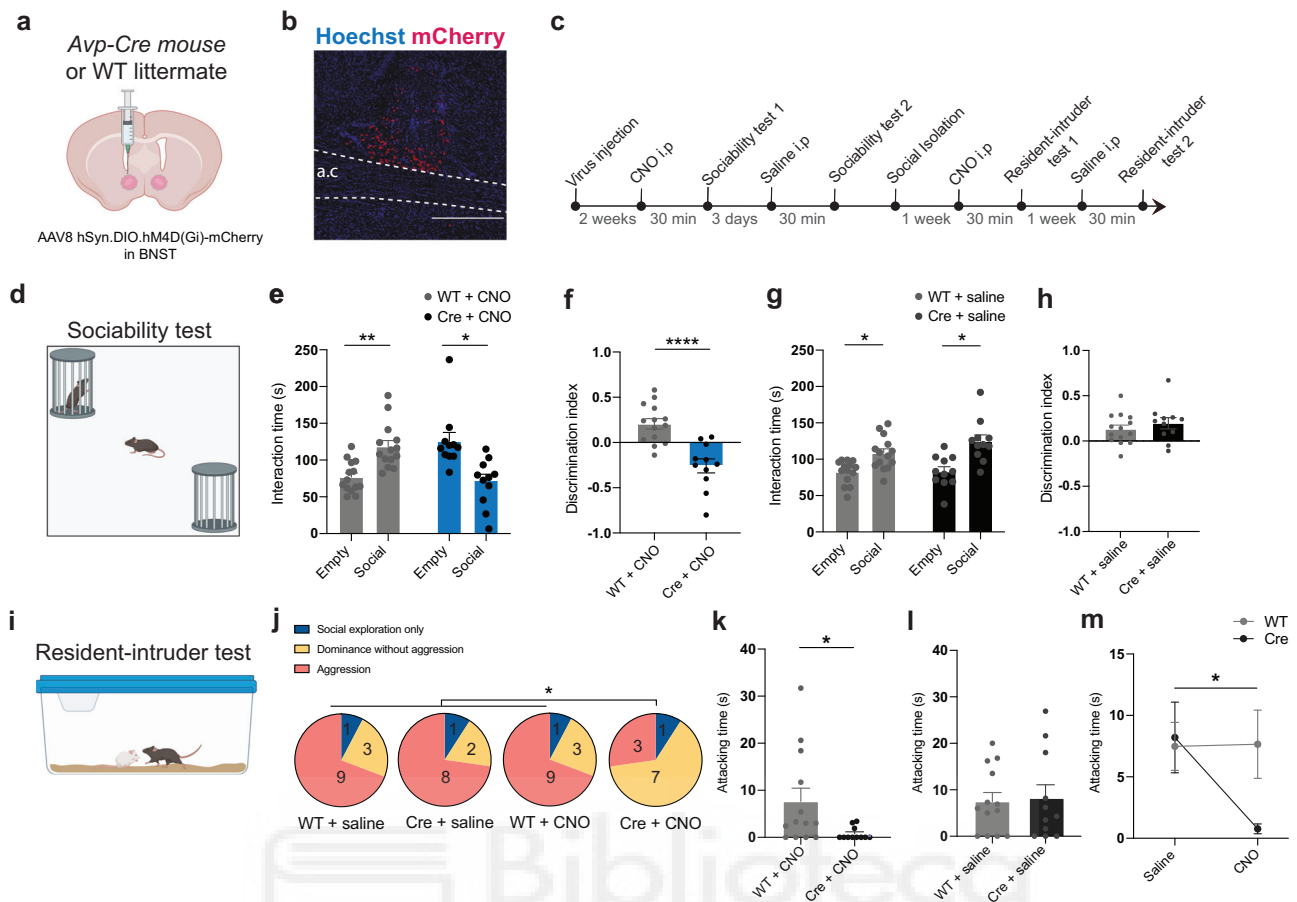 a
Avp-Cre mouse
or WT littermate
AAV8 hSyn.DIO.hM4D(Gi)-mCherry
in BNST
b
Hoechst mCherry
a.c
c
Virus injection
CNO i.p
Sociability test 1
Saline i.p
Sociability test 2
Social Isolation
CNO i.p
Resident-intruder
test 1
Saline i.p
Resident-intruder
test 2
2 weeks
30 min
3 days
30 min
1 week
30 min
1 week
30 min
d
Sociability test
e
WT + CNO
Cre + CNO
Interaction time (s)
250
200
150
100
50
0
**
*
Empty
Social
Empty
Social
f
Discrimination index
1.0
0.5
0.0
-0.5
-1.0
****
WT + CNO
Cre + CNO
g
WT + saline
Cre + saline
Interaction time (s)
250
200
150
100
50
0
*
*
Empty
Social
Empty
Social
h
Discrimination index
1.0
0.5
0.0
-0.5
-1.0
WT + saline
Cre + saline
i
Resident-intruder test
j
Social exploration only
Dominance without aggression
Aggression
*
1
3
9
1
2
8
1
3
9
1
3
7
WT + saline
Cre + saline
WT + CNO
Cre + CNO
k
Attacking time (s)
40
30
20
10
0
*
WT + CNO
Cre + CNO
l
Attacking time (s)
40
30
20
10
0
WT + saline
Cre + saline
m
WT
Cre
Attacking time (s)
15
10
5
0
*
Saline
CNO
Biblioteca